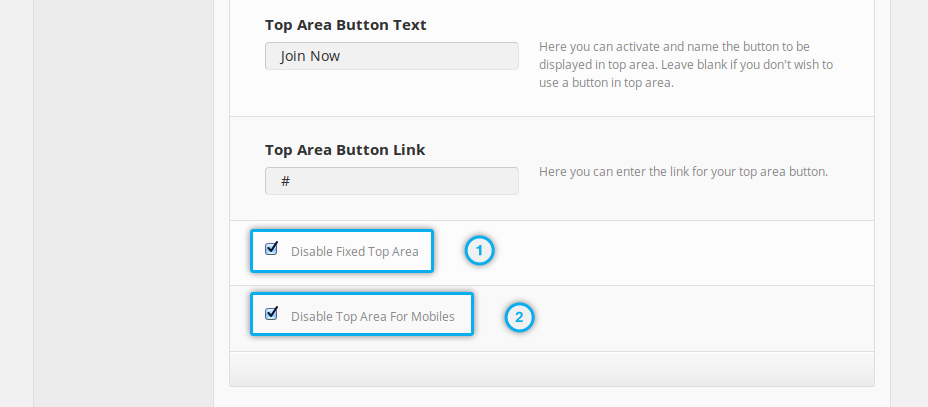 Top Area Button Text
Join Now
Here you can activate and name the button to be
displayed in top area. Leave blank if you don't wish to
use a button in top area.
Top Area Button Link
#
Here you can enter the link for your top area button.
Disable Fixed Top Area
1
Disable Top Area For Mobiles
2